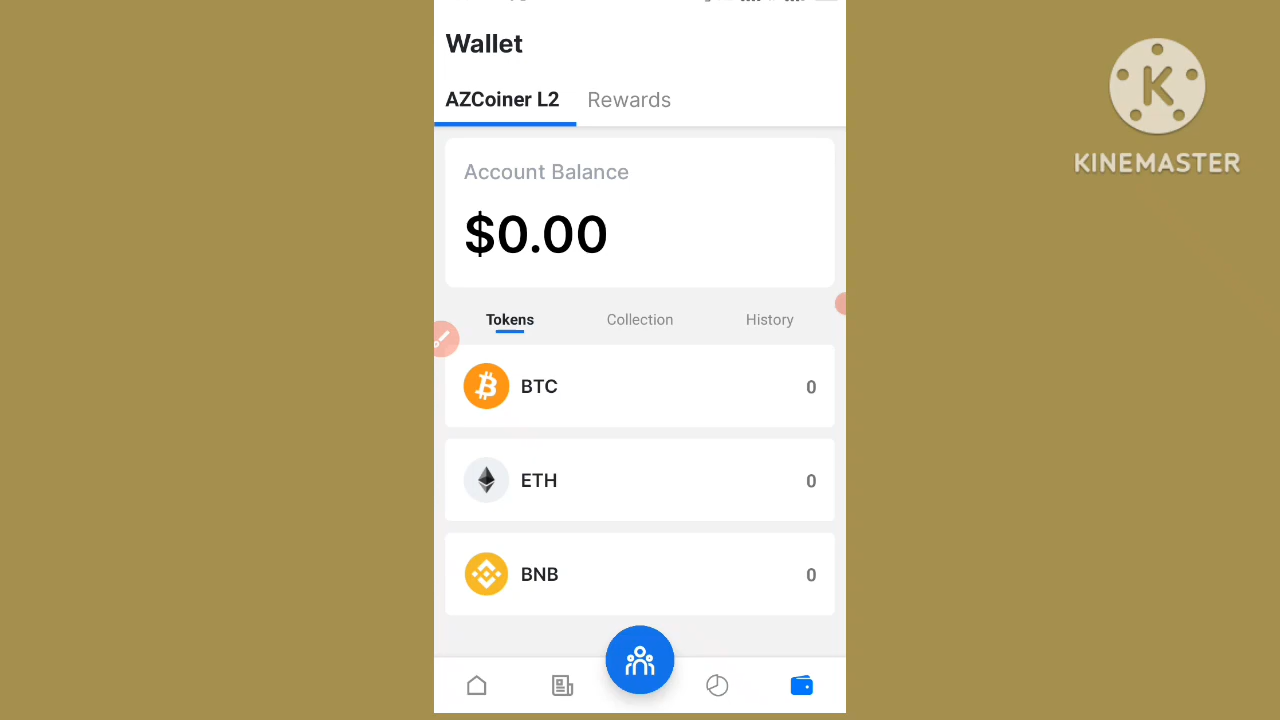 Wallet
AZCoiner L2 Rewards
KINEMASTER
Account Balance
$0.00
Tokens Collection History
BTC 0
ETH 0
BNB 0